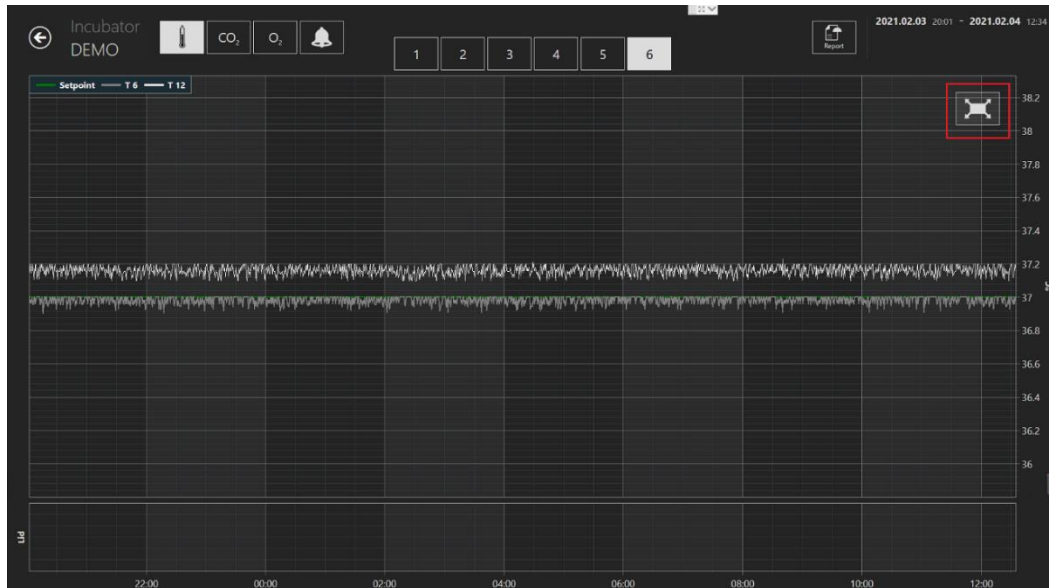 Incubator
DEMO
CO₂
O₂
1 2 3 4 5 6
Report
2021.02.03 20:01 - 2021.02.04 12:34
Setpoint T 6 T 12
38.2
38
37.8
37.6
37.4
37.2
37
36.8
36.6
36.4
36.2
36
Lid
22:00 00:00 02:00 04:00 06:00 08:00 10:00 12:00